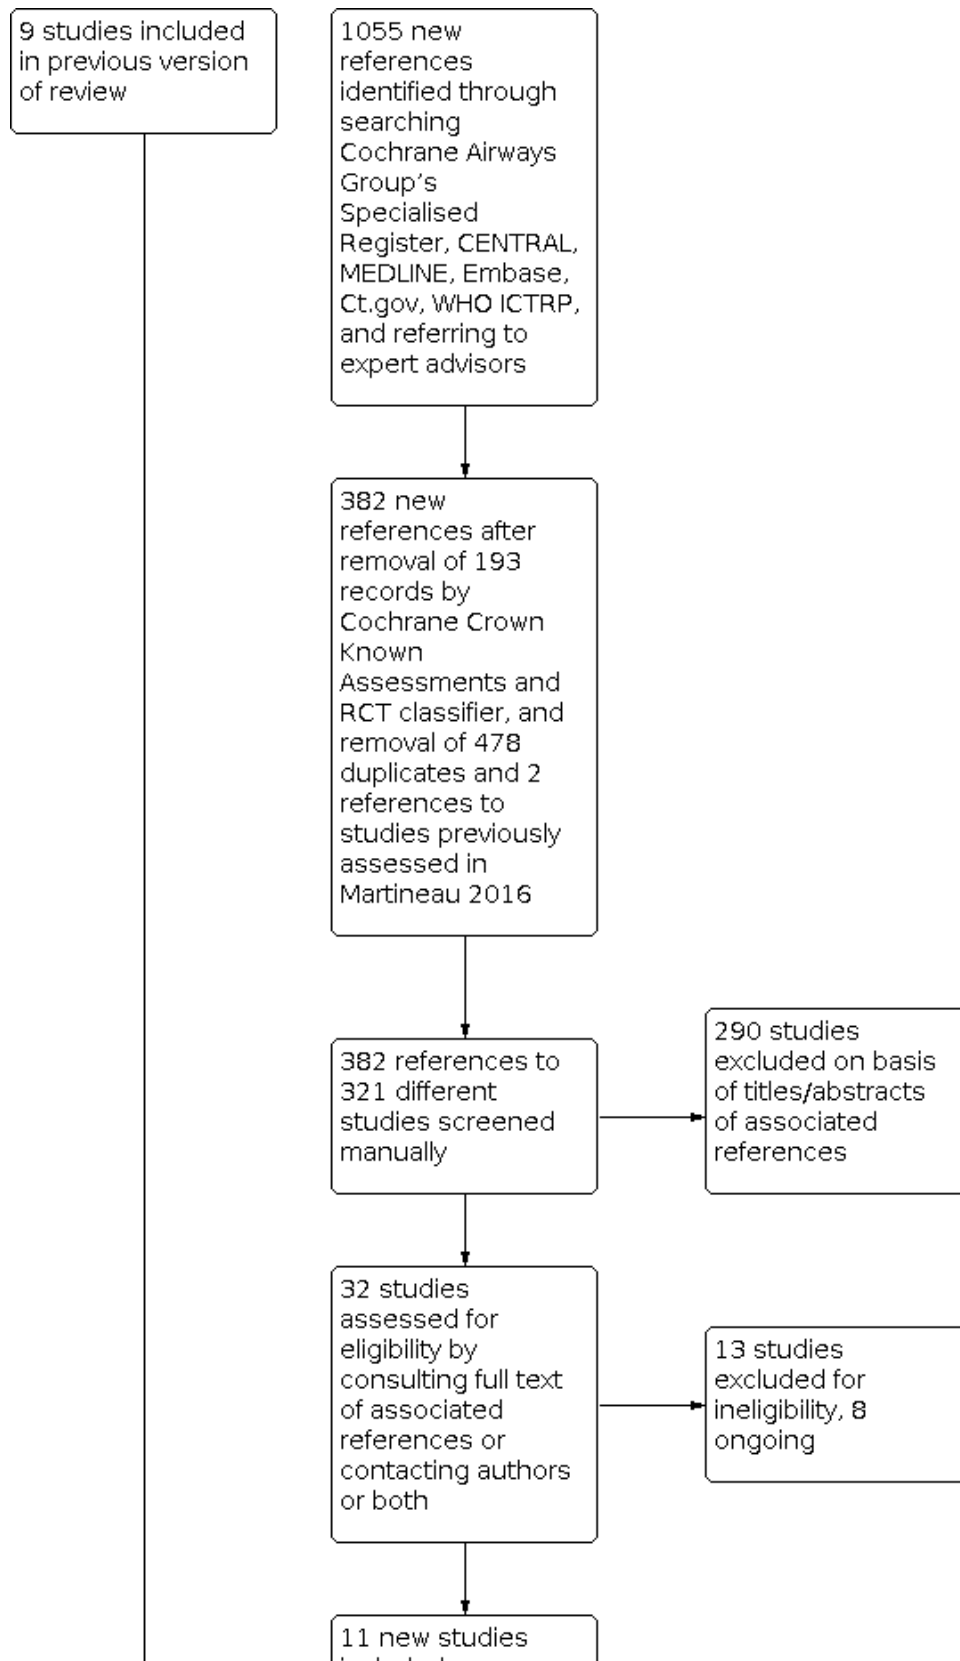 9 studies included
in previous version
of review
1055 new
references
identified through
searching
Cochrane Airways
Group’s
Specialised
Register, CENTRAL,
MEDLINE, Embase,
Ct.gov, WHO ICTRP,
and referring to
expert advisors
382 new
references after
removal of 193
records by
Cochrane Crown
Known
Assessments and
RCT classifier, and
removal of 478
duplicates and 2
references to
studies previously
assessed in
Martineau 2016
382 references to
321 different
studies screened
manually
290 studies
excluded on basis
of titles/abstracts
of associated
references
32 studies
assessed for
eligibility by
consulting full text
of associated
references or
contacting authors
or both
13 studies
excluded for
ineligibility, 8
ongoing
11 new studies